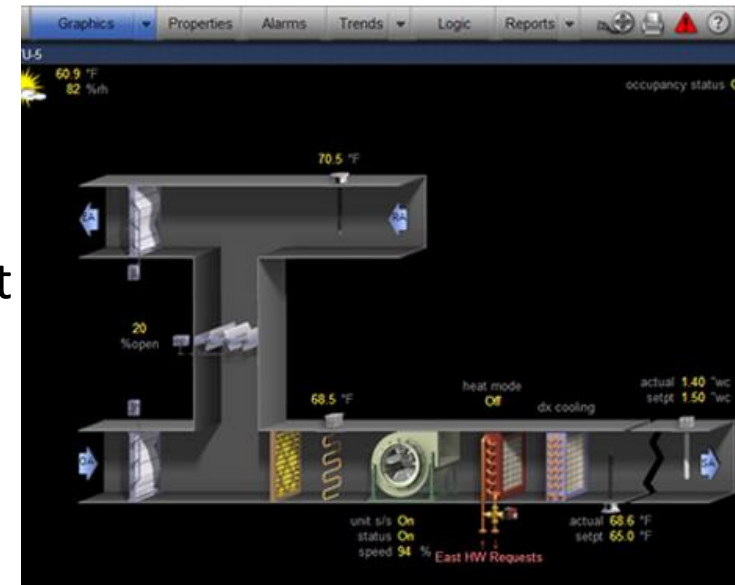 Graphics Properties Alarms Trends Logic Reports ?
U-5
60.9 °F
82 %rh
occupancy status
70.5 °F
EA
RA
t
20
%open
heat mode
Off
dx cooling
actual 1.40 "wc
setpt 1.50 "wc
68.5 °F
OA
SA
unit s/s On
status On
speed 94 %
East HW Requests
actual 68.6 °F
setpt 65.0 °F